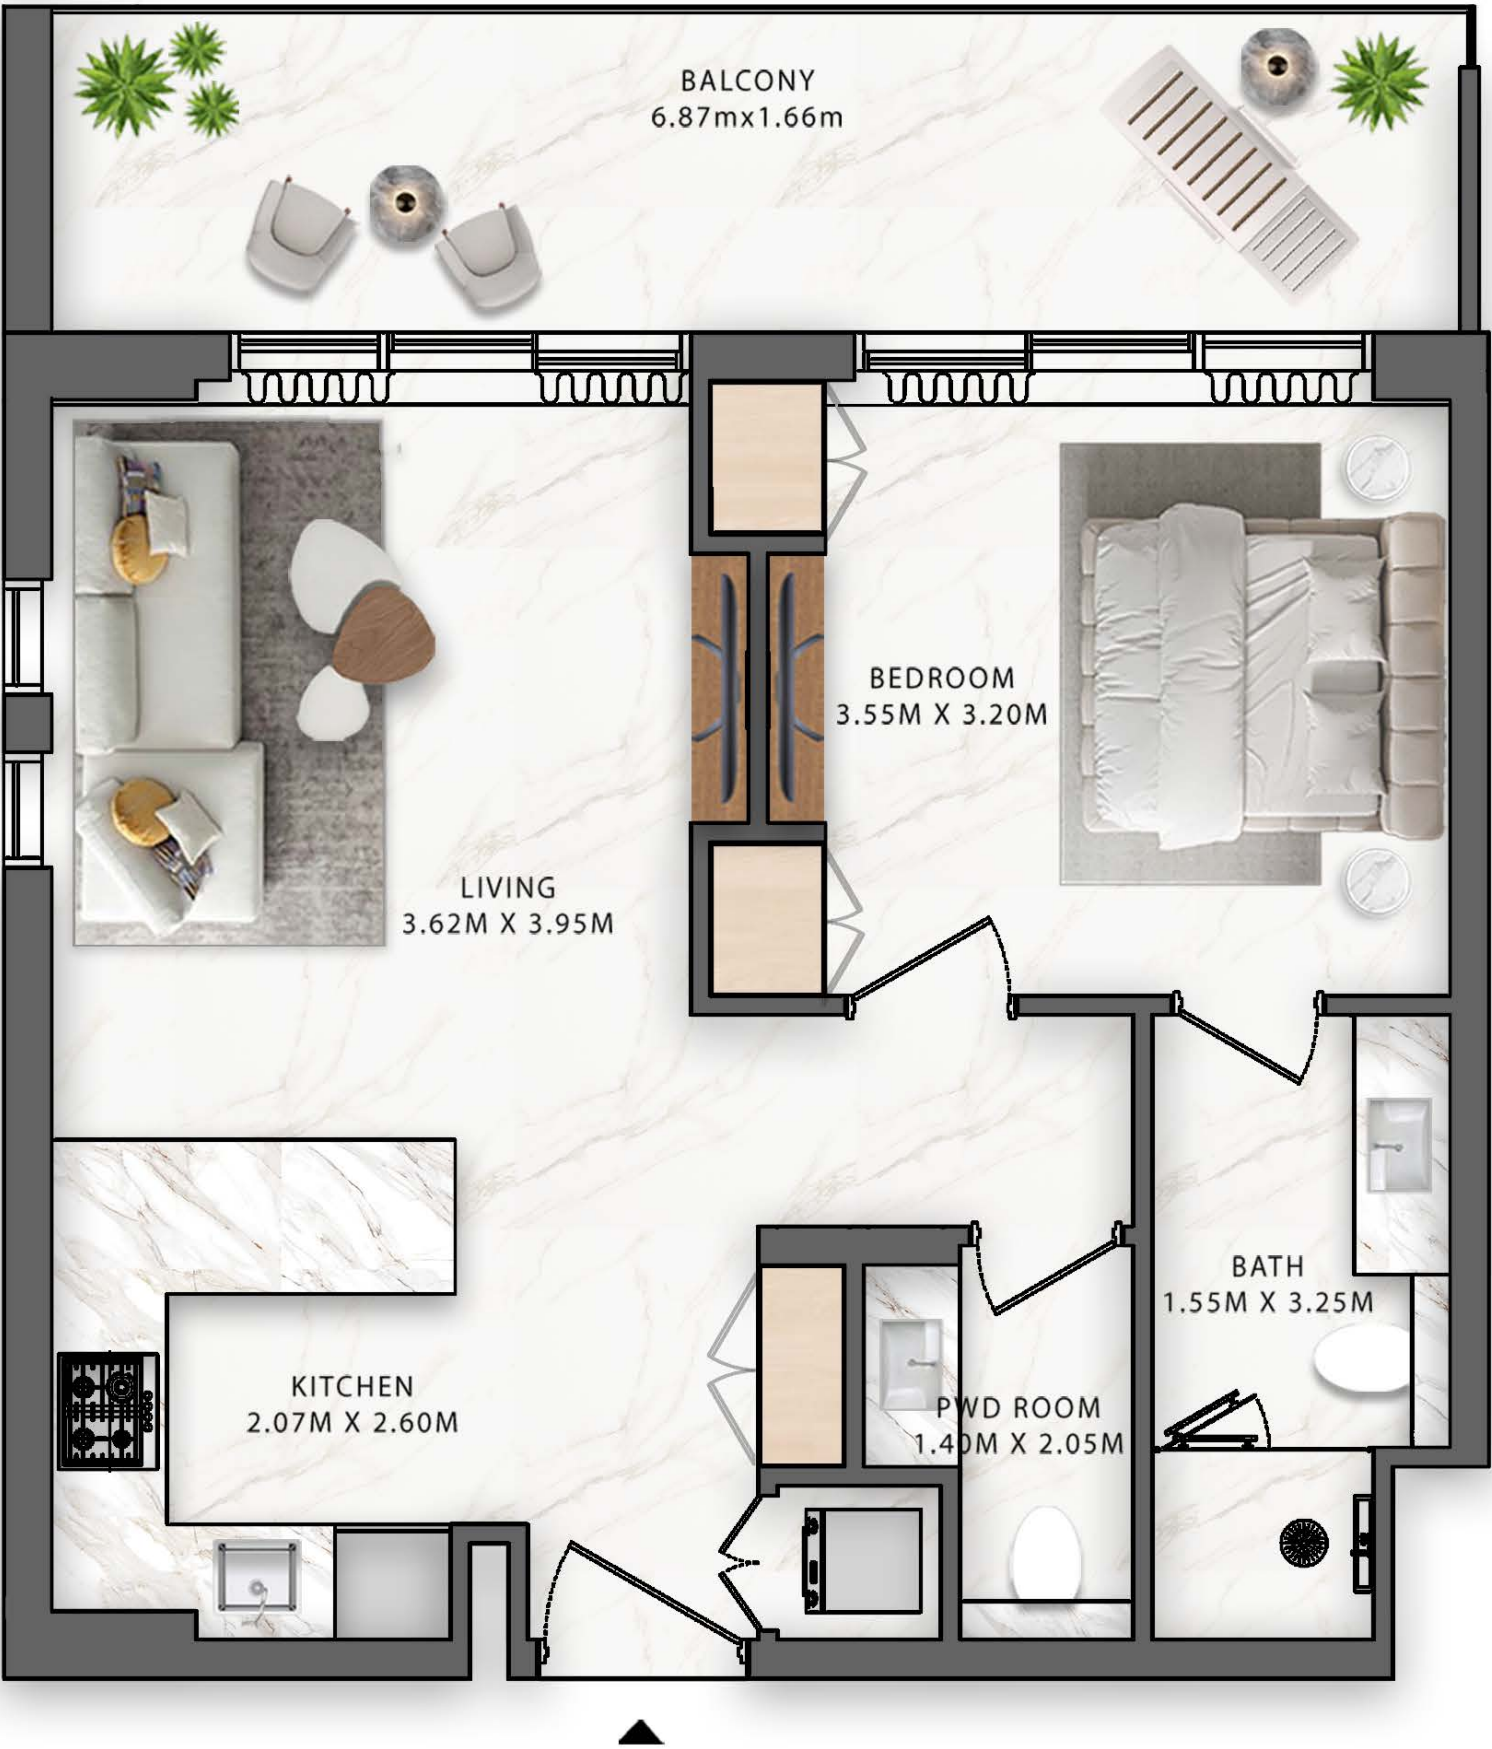 BALCONY
6.87mx1.66m
BEDROOM
3.55M X 3.20M
LIVING
3.62M X 3.95M
BATH
1.55M X 3.25M
KITCHEN
2.07M X 2.60M
PWD ROOM
1.40M X 2.05M